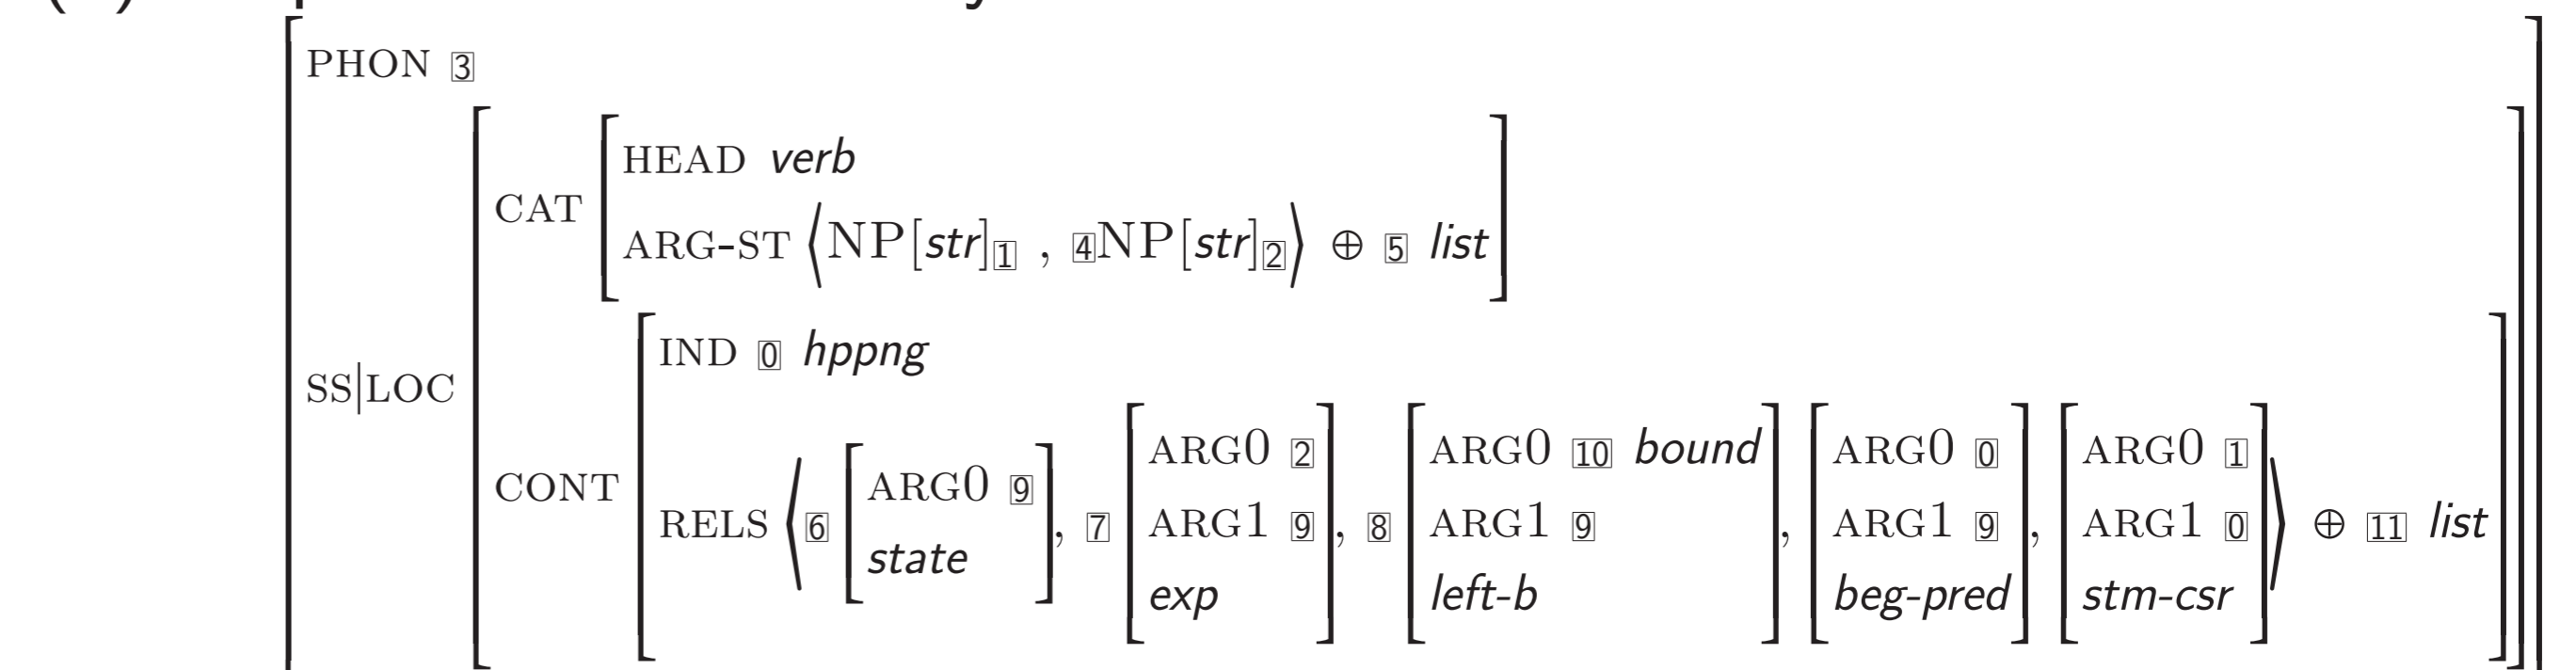 PHON 3
HEAD verb
CAT
ARG-ST ⟨NP[str]1 , 4NP[str]2⟩ ⊕ 5 list
IND 0 hppng
SS|LOC
ARG0 2 ARG0 10 bound ARG0 0 ARG0 1
ARG0 9
CONT
RELS ⟨ 6 , 7 ARG1 9 , 8 ARG1 9 , ARG1 9 , ARG1 0 ⟩ ⊕ 11 list
state
exp left-b beg-pred stm-csr